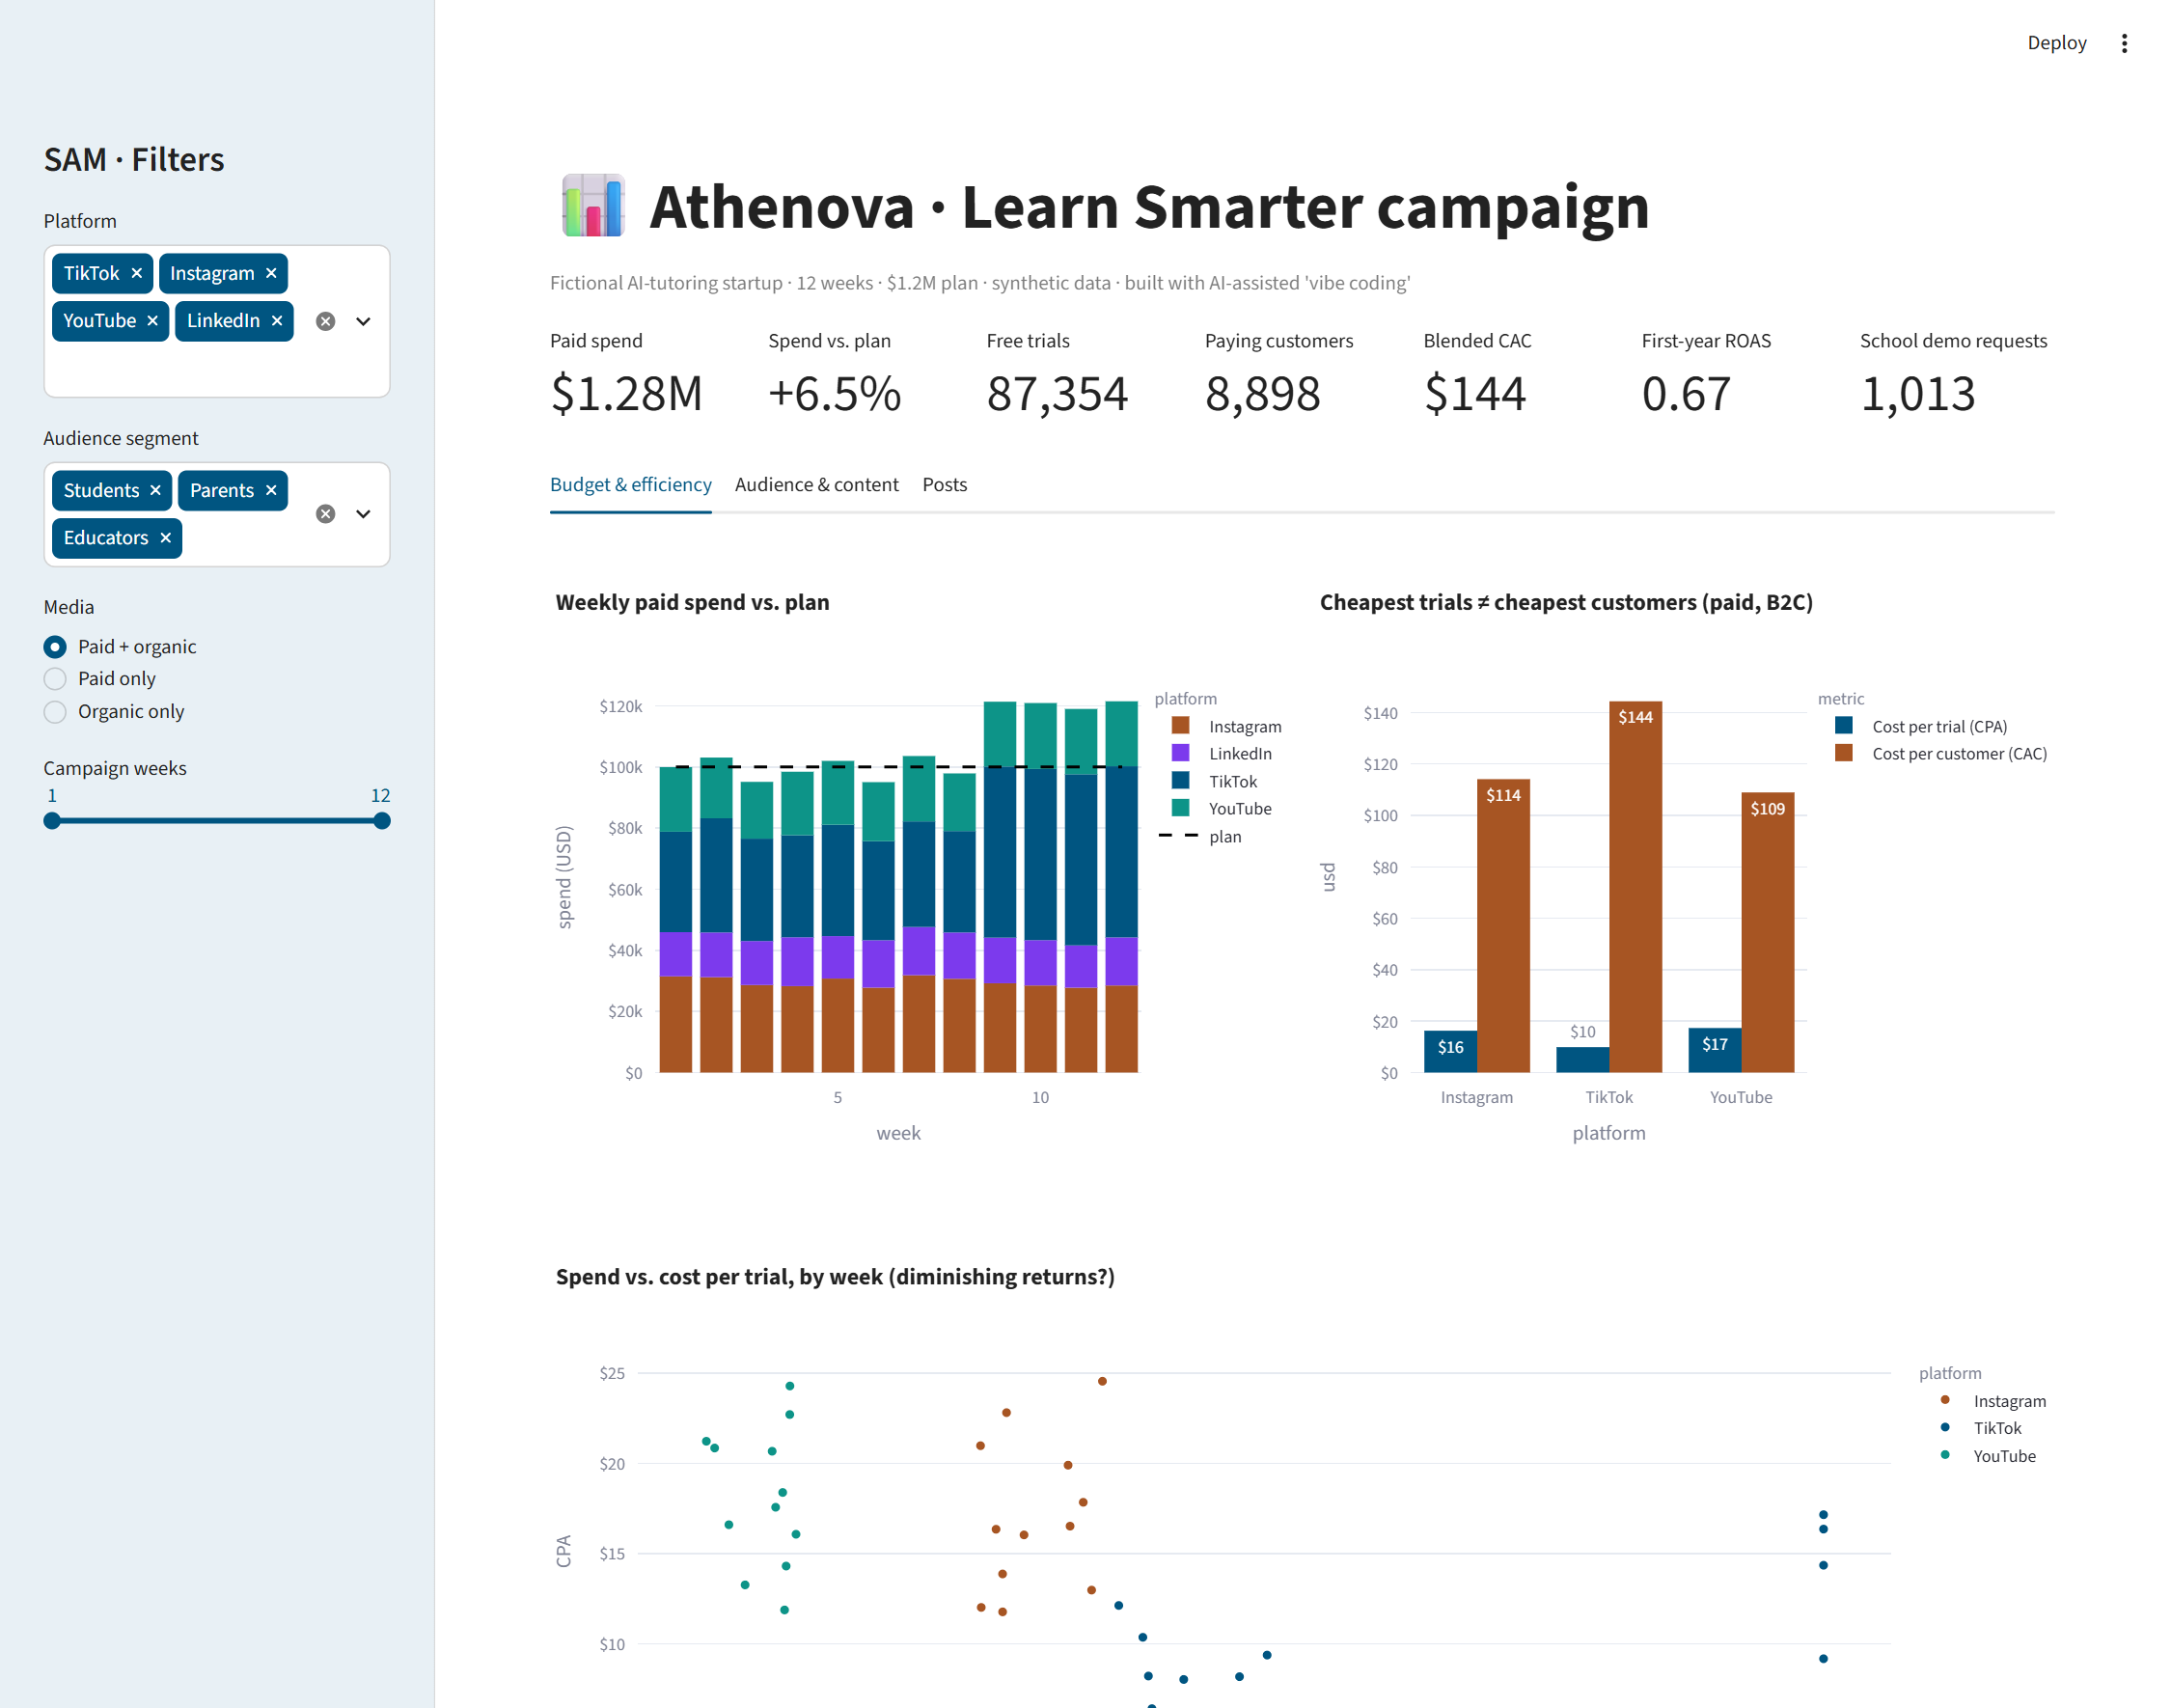 Deploy
SAM · Filters
Platform
TikTok
Instagram
YouTube
LinkedIn
Audience segment
Students
Parents
Educators
Media
Paid + organic
Paid only
Organic only
Campaign weeks
1
12
Athenova · Learn Smarter campaign
Fictional AI-tutoring startup · 12 weeks · $1.2M plan · synthetic data · built with AI-assisted 'vibe coding'
Paid spend
$1.28M
Spend vs. plan
+6.5%
Free trials
87,354
Paying customers
8,898
Blended CAC
$144
First-year ROAS
0.67
School demo requests
1,013
Budget & efficiency
Audience & content
Posts
Weekly paid spend vs. plan
spend (USD)
$120k
$100k
$80k
$60k
$40k
$20k
$0
5
10
week
platform
Instagram
LinkedIn
TikTok
YouTube
plan
Cheapest trials ≠ cheapest customers (paid, B2C)
usd
$140
$120
$100
$80
$60
$40
$20
$0
$16
$114
$10
$144
$17
$109
Instagram
TikTok
YouTube
platform
metric
Cost per trial (CPA)
Cost per customer (CAC)
Spend vs. cost per trial, by week (diminishing returns?)
CPA
$25
$20
$15
$10
platform
Instagram
TikTok
YouTube